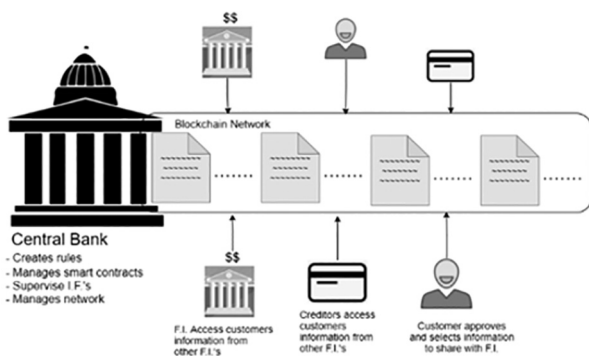 $$
Blockchain Network
Central Bank
- Creates rules
- Manages smart contracts
- Supervise I.F.'s
- Manages network
$$
F.I. Access customers
information from
other F.I.'s
Creditors access
customers
information from
other F.I.'s
Customer approves
and selects information
to share with F.I.